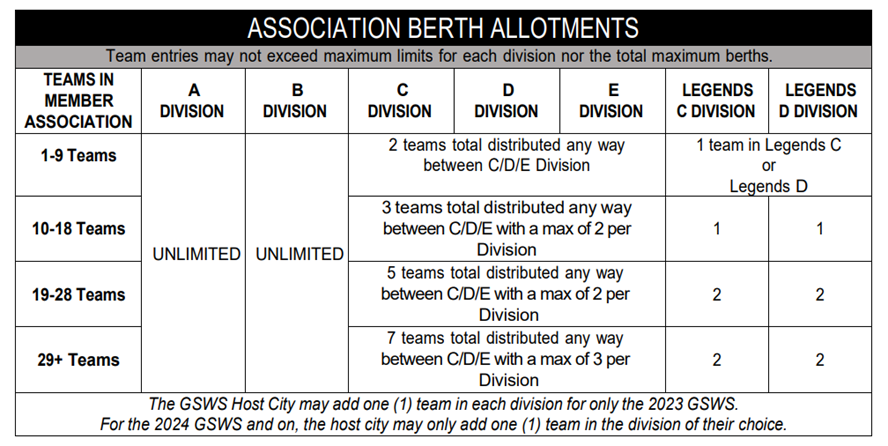 ASSOCIATION BERTH ALLOTMENTS
Team entries may not exceed maximum limits for each division nor the total maximum berths.
TEAMS IN
MEMBER
ASSOCIATION
A
DIVISION
B
DIVISION
C
DIVISION
D
DIVISION
E
DIVISION
LEGENDS
C DIVISION
LEGENDS
D DIVISION
1-9 Teams
UNLIMITED
UNLIMITED
2 teams total distributed any way
between C/D/E Division
1 team in Legends C
or
Legends D
10-18 Teams
3 teams total distributed any way
between C/D/E with a max of 2 per
Division
1
1
19-28 Teams
5 teams total distributed any way
between C/D/E with a max of 2 per
Division
2
2
29+ Teams
7 teams total distributed any way
between C/D/E with a max of 3 per
Division
2
2
The GSWS Host City may add one (1) team in each division for only the 2023 GSWS.
For the 2024 GSWS and on, the host city may only add one (1) team in the division of their choice.